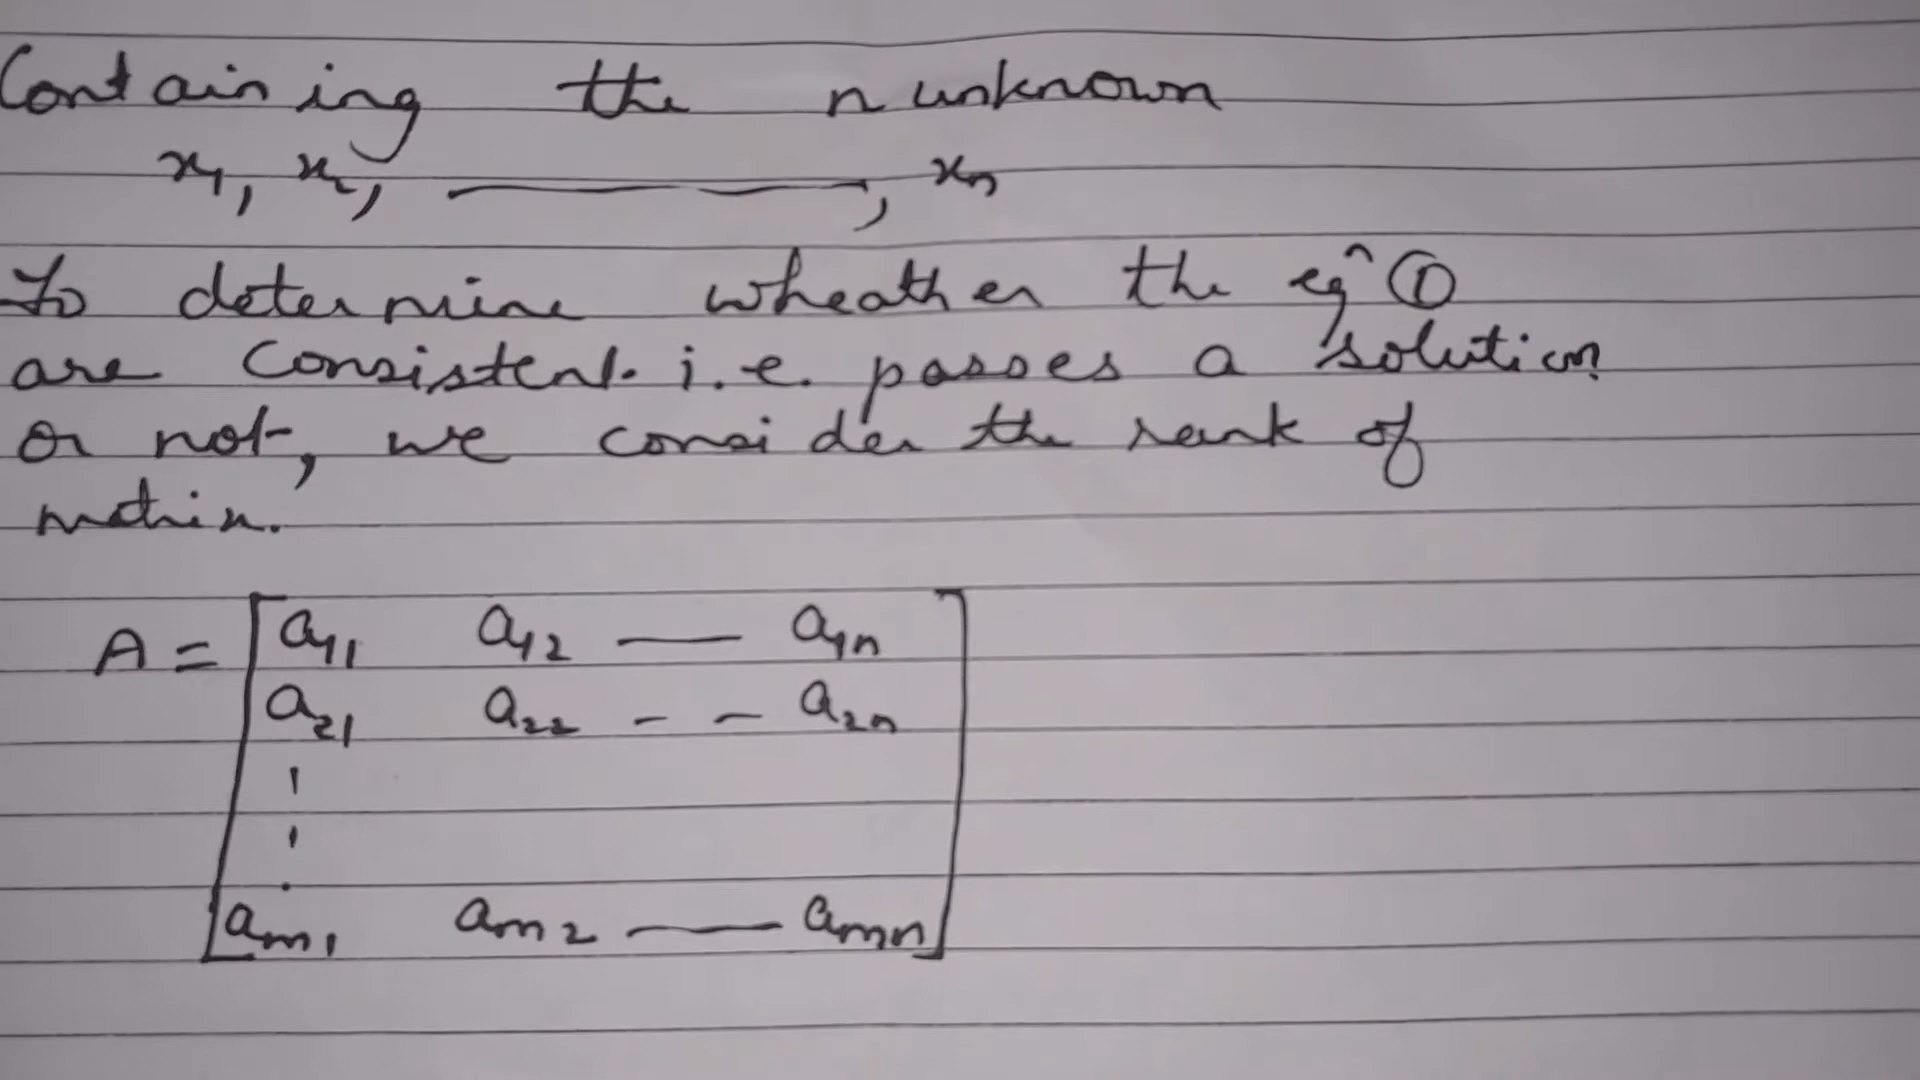 Containing the n unknown
x1, x2, ———, xn
To determine wheather the eqn ①
are consistent. i.e. posses a solution
or not, we consider the rank of
matrix.
A = [a11 a12 — a1n
a21 a22 - - a2n
am1 am2 — amn]